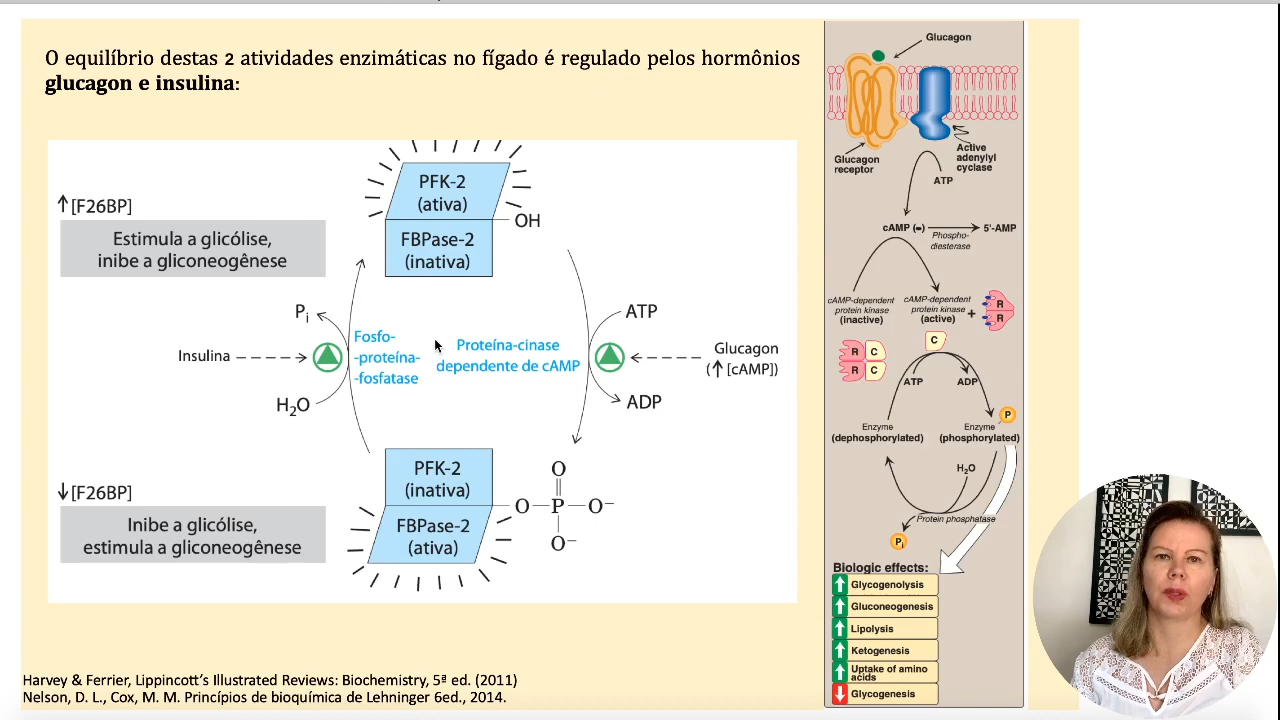 O equilíbrio destas 2 atividades enzimáticas no fígado é regulado pelos hormônios
glucagon e insulina:
PFK-2
(ativa)
OH
FBPase-2
(inativa)
↑[F26BP]
Estimula a glicólise,
inibe a gliconeogênese
Pi
ATP
Insulina
Fosfo-
-proteína-
-fosfatase
Proteína-cinase
dependente de cAMP
Glucagon
(↑ [cAMP])
H₂O
ADP
↓[F26BP]
Inibe a glicólise,
estimula a gliconeogênese
PFK-2
(inativa)
FBPase-2
(ativa)
O
O—P—O⁻
O⁻
Harvey & Ferrier, Lippincott's Illustrated Reviews: Biochemistry, 5ª ed. (2011)
Nelson, D. L., Cox, M. M. Princípios de bioquímica de Lehninger 6ed., 2014.
Glucagon
Glucagon
receptor
Active
adenylyl
cyclase
ATP
cAMP (••)
5'-AMP
Phospho-
diesterase
cAMP-dependent
protein kinase
(inactive)
cAMP-dependent
protein kinase
(active)
+
R
R
R C
R C
C
ATP
ADP
P
Enzyme
(dephosphorylated)
Enzyme
(phosphorylated)
H₂O
Protein phosphatase
Pi
Biologic effects:
↑ Glycogenolysis
↑ Gluconeogenesis
↑ Lipolysis
↑ Ketogenesis
↑ Uptake of amino
acids
↓ Glycogenesis